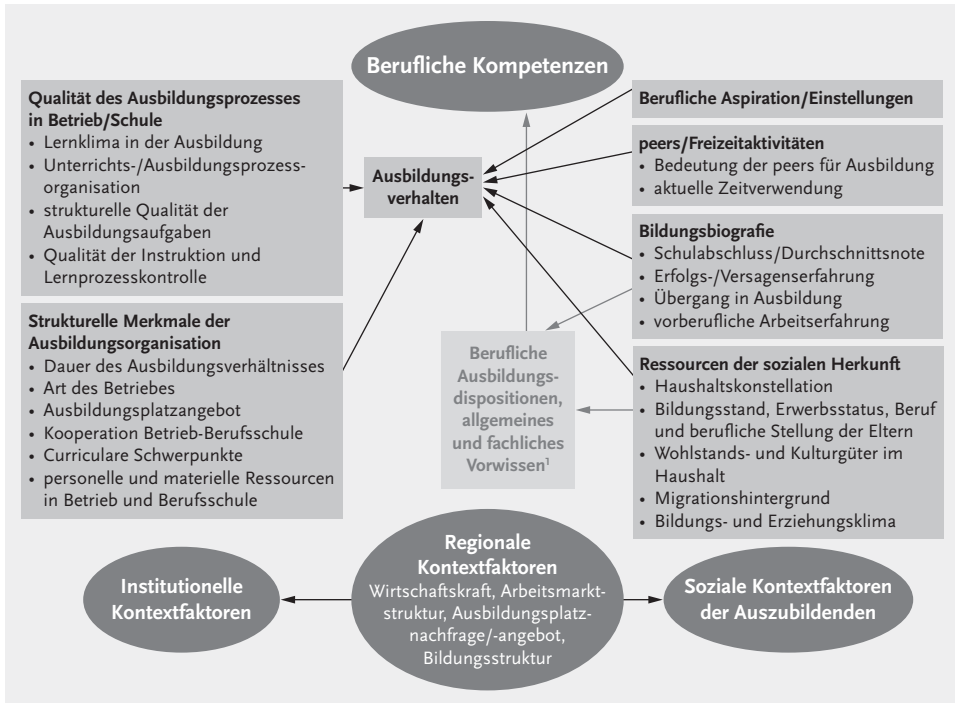 Berufliche Kompetenzen
Qualität des Ausbildungsprozesses
in Betrieb/Schule
• Lernklima in der Ausbildung
• Unterrichts-/Ausbildungsprozess-
organisation
• strukturelle Qualität der
Ausbildungsaufgaben
• Qualität der Instruktion und
Lernprozesskontrolle
Strukturelle Merkmale der
Ausbildungsorganisation
• Dauer des Ausbildungsverhältnisses
• Art des Betriebes
• Ausbildungsplatzangebot
• Kooperation Betrieb-Berufsschule
• Curriculare Schwerpunkte
• personelle und materielle Ressourcen
in Betrieb und Berufsschule
Ausbildungs-
verhalten
Berufliche
Ausbildungs-
dispositionen,
allgemeines
und fachliches
Vorwissen¹
Berufliche Aspiration/Einstellungen
peers/Freizeitaktivitäten
• Bedeutung der peers für Ausbildung
• aktuelle Zeitverwendung
Bildungsbiografie
• Schulabschluss/Durchschnittsnote
• Erfolgs-/Versagenserfahrung
• Übergang in Ausbildung
• vorberufliche Arbeitserfahrung
Ressourcen der sozialen Herkunft
• Haushaltskonstellation
• Bildungsstand, Erwerbsstatus, Beruf
und berufliche Stellung der Eltern
• Wohlstands- und Kulturgüter im
Haushalt
• Migrationshintergrund
• Bildungs- und Erziehungsklima
Institutionelle
Kontextfaktoren
Regionale
Kontextfaktoren
Wirtschaftskraft, Arbeitsmarkt-
struktur, Ausbildungsplatz-
nachfrage/-angebot,
Bildungsstruktur
Soziale Kontextfaktoren
der Auszubildenden